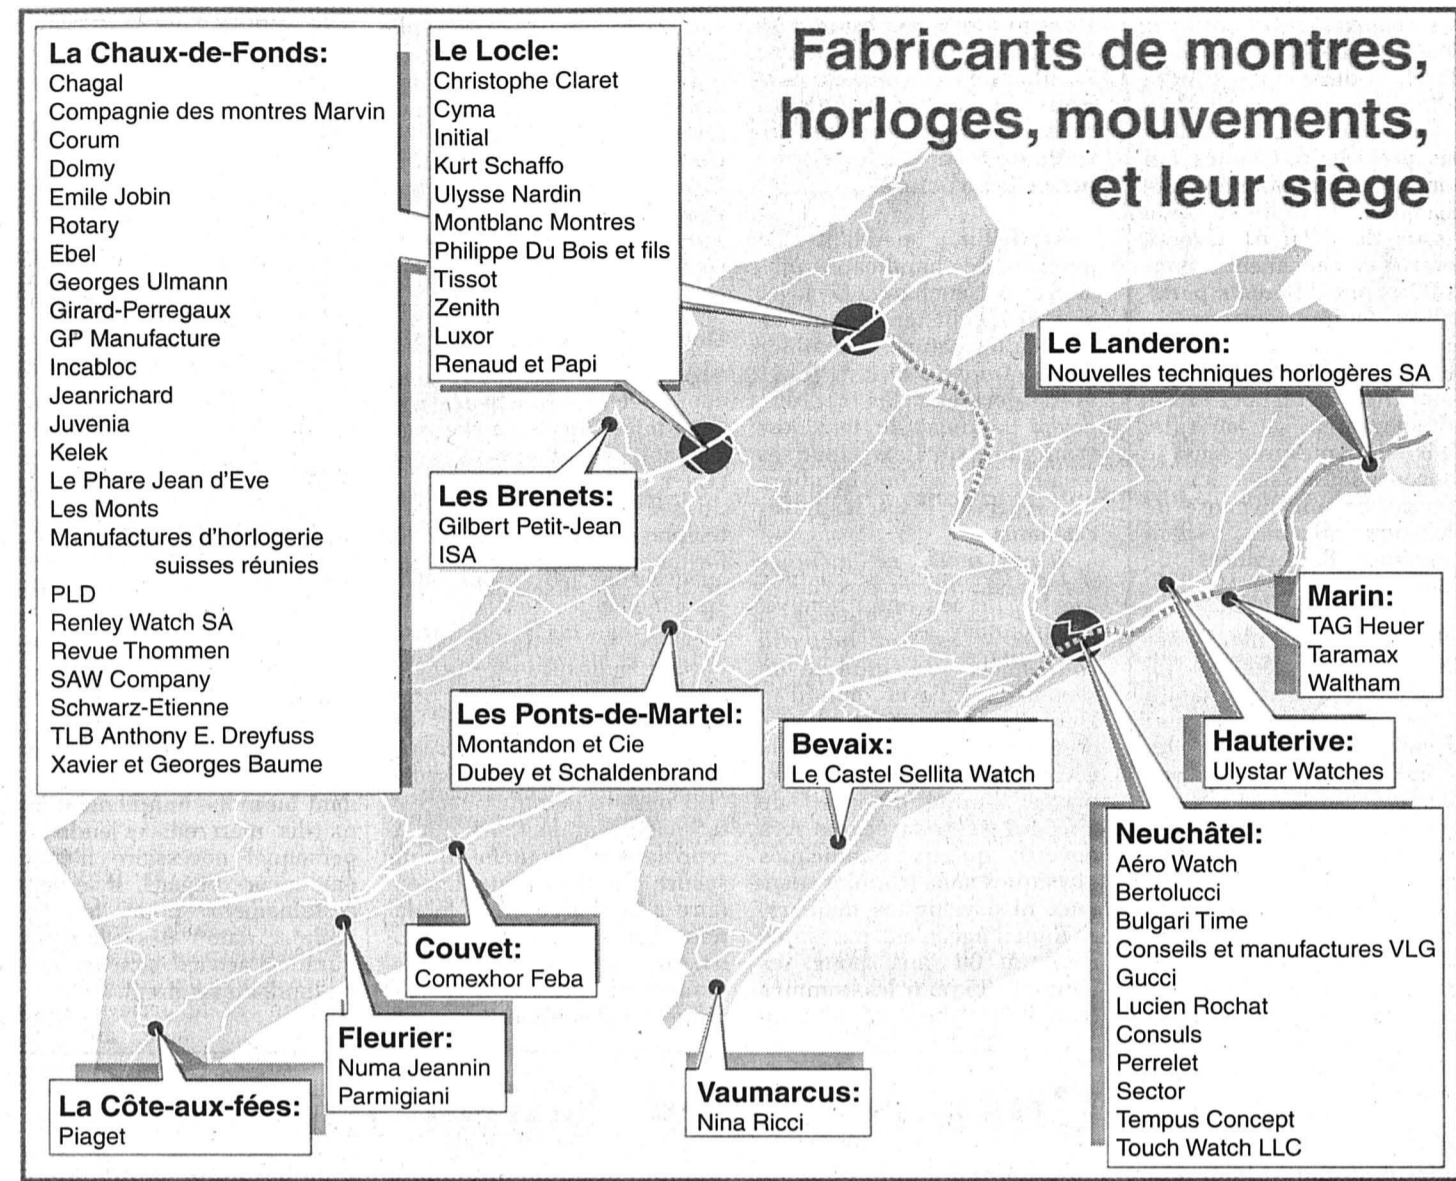 Fabricants de montres,
horloges, mouvements,
et leur siège
La Chaux-de-Fonds:
Chagal
Compagnie des montres Marvin
Corum
Dolmy
Emile Jobin
Rotary
Ebel
Georges Ulmann
Girard-Perregaux
GP Manufacture
Incabloc
Jeanrichard
Juvenia
Kelek
Le Phare Jean d'Eve
Les Monts
Manufactures d'horlogerie
suisses réunies
PLD
Renley Watch SA
Revue Thommen
SAW Company
Schwarz-Etienne
TLB Anthony E. Dreyfuss
Xavier et Georges Baume
Le Locle:
Christophe Claret
Cyma
Initial
Kurt Schaffo
Ulysse Nardin
Montblanc Montres
Philippe Du Bois et fils
Tissot
Zenith
Luxor
Renaud et Papi
Le Landeron:
Nouvelles techniques horlogères SA
Les Brenets:
Gilbert Petit-Jean
ISA
Marin:
TAG Heuer
Taramax
Waltham
Les Ponts-de-Martel:
Montandon et Cie
Dubey et Schaldenbrand
Bevaix:
Le Castel Sellita Watch
Hauterive:
Ulystar Watches
Neuchâtel:
Aéro Watch
Bertolucci
Bulgari Time
Conseils et manufactures VLG
Gucci
Lucien Rochat
Consuls
Perrelet
Sector
Tempus Concept
Touch Watch LLC
Couvet:
Comexhor Feba
Fleurier:
Numa Jeannin
Parmigiani
La Côte-aux-fées:
Piaget
Vaumarcus:
Nina Ricci